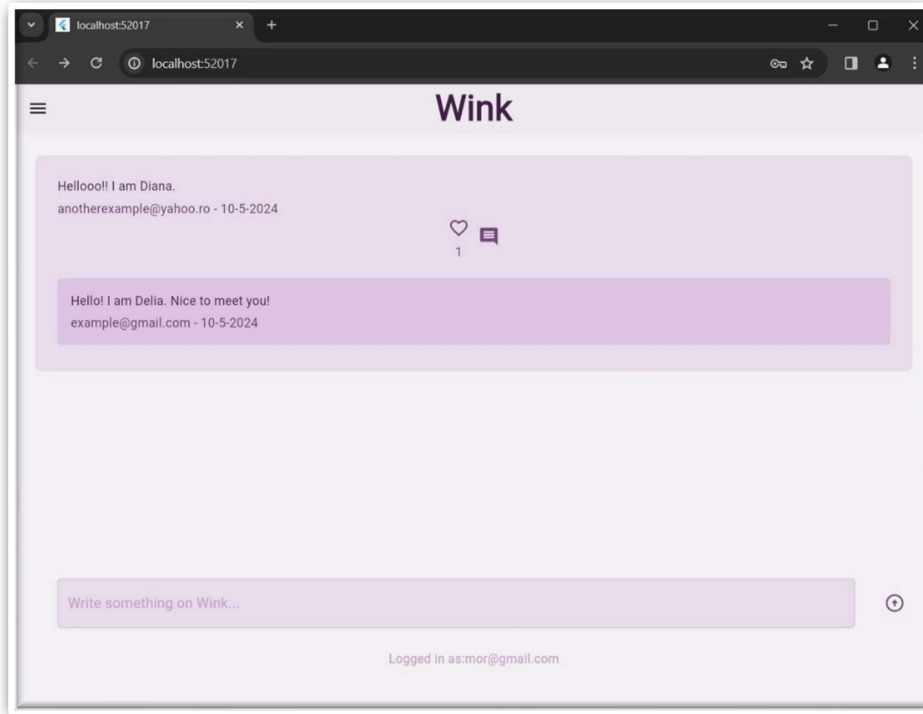 localhost:52017
localhost:52017
Wink
Hellooo!! I am Diana.
anotherexample@yahoo.ro - 10-5-2024
1
Hello! I am Delia. Nice to meet you!
example@gmail.com - 10-5-2024
Write something on Wink...
Logged in as:mor@gmail.com